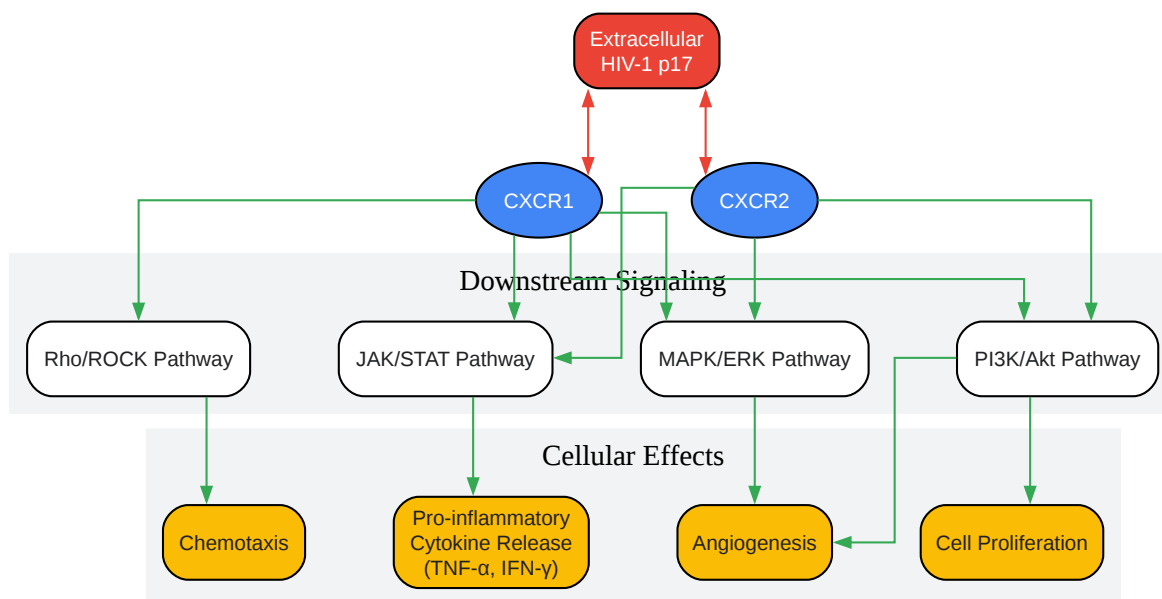 Extracellular
HIV-1 p17
CXCR1
CXCR2
Downstream Signaling
Rho/ROCK Pathway
JAK/STAT Pathway
MAPK/ERK Pathway
PI3K/Akt Pathway
Cellular Effects
Chemotaxis
Pro-inflammatory
Cytokine Release
(TNF-α, IFN-γ)
Angiogenesis
Cell Proliferation